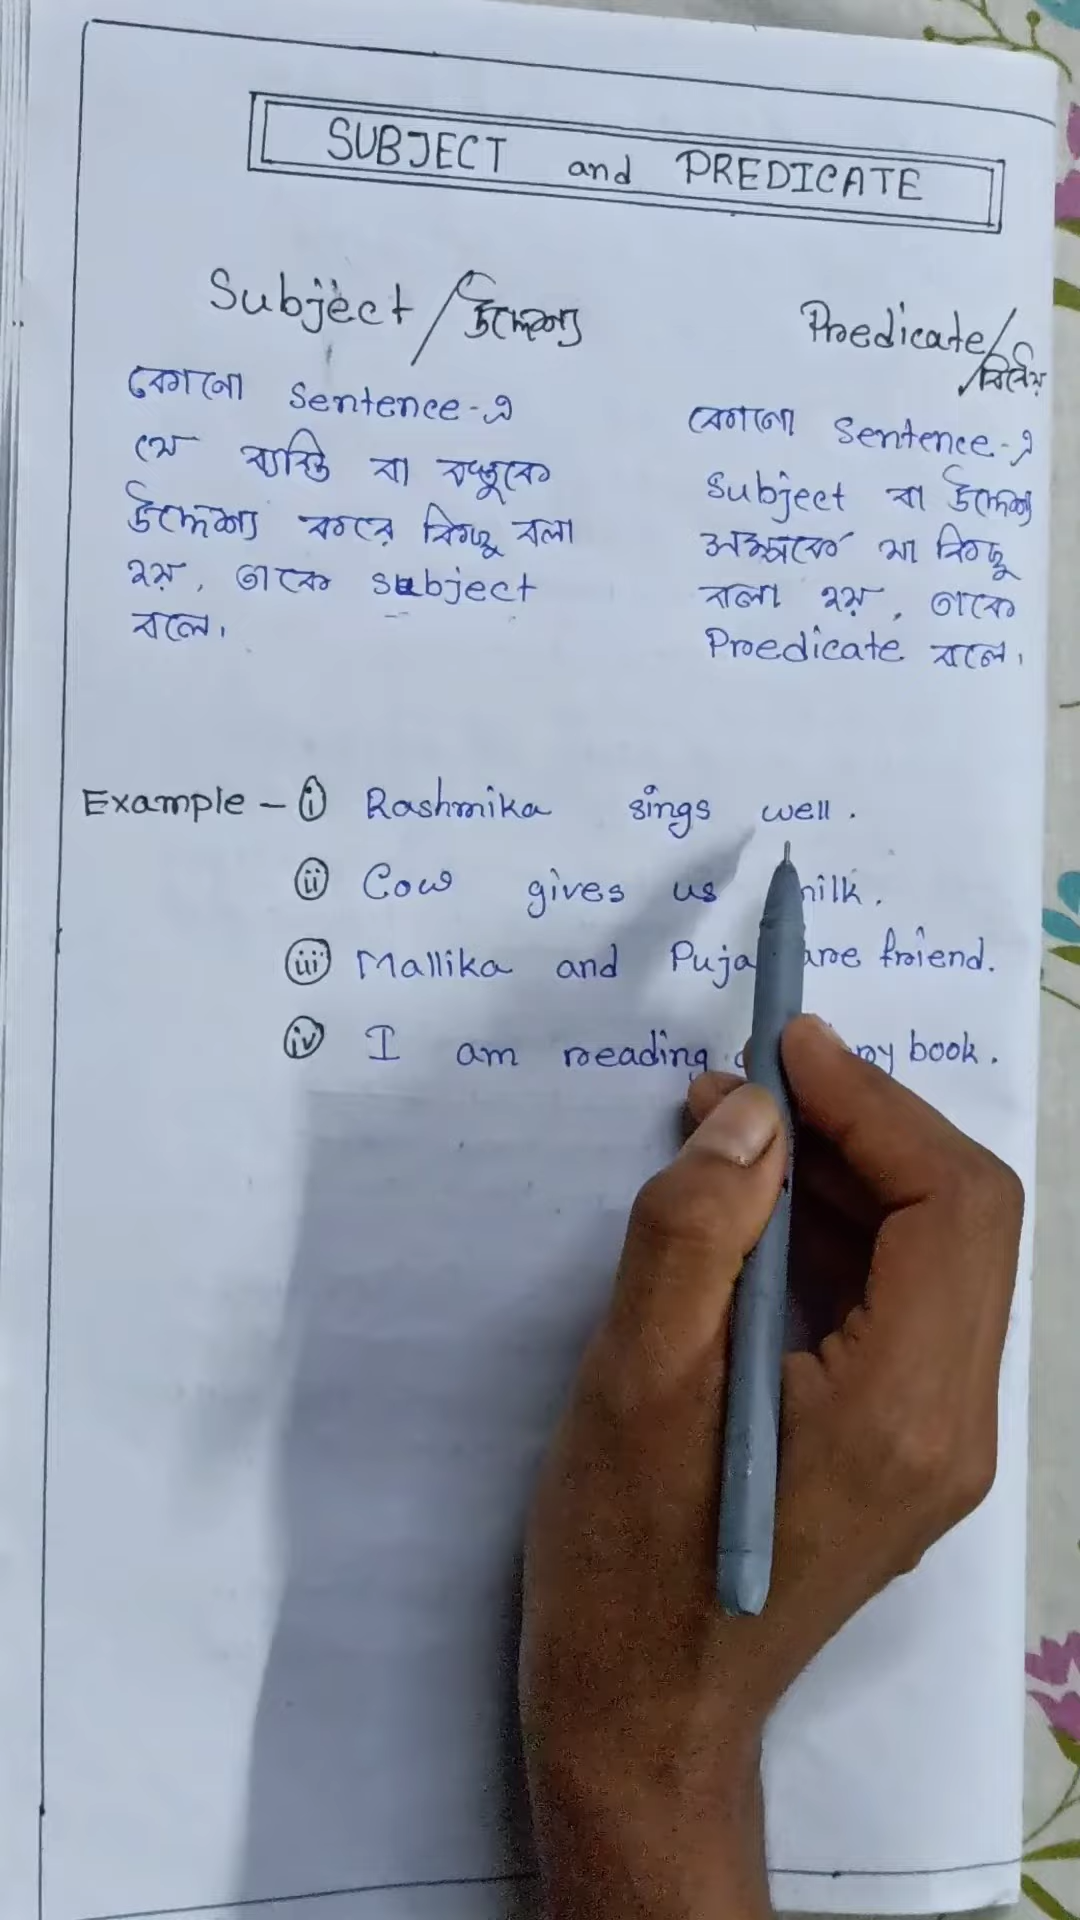 SUBJECT and PREDICATE
Subject/উদ্দেশ্য
কোনো Sentence-এ
যে ব্যক্তি বা বস্তুকে
উদ্দেশ্য করে কিছু বলা
হয়, তাকে subject
বলে।
Predicate/বিধেয়
কোনো Sentence-এ
Subject বা উদ্দেশ্য
সম্পর্কে যা কিছু
বলা হয়, তাকে
Predicate বলে।
Example - (i) Rashmika sings well.
(ii) Cow gives us milk.
(iii) Mallika and Puja are friend.
(iv) I am reading book.